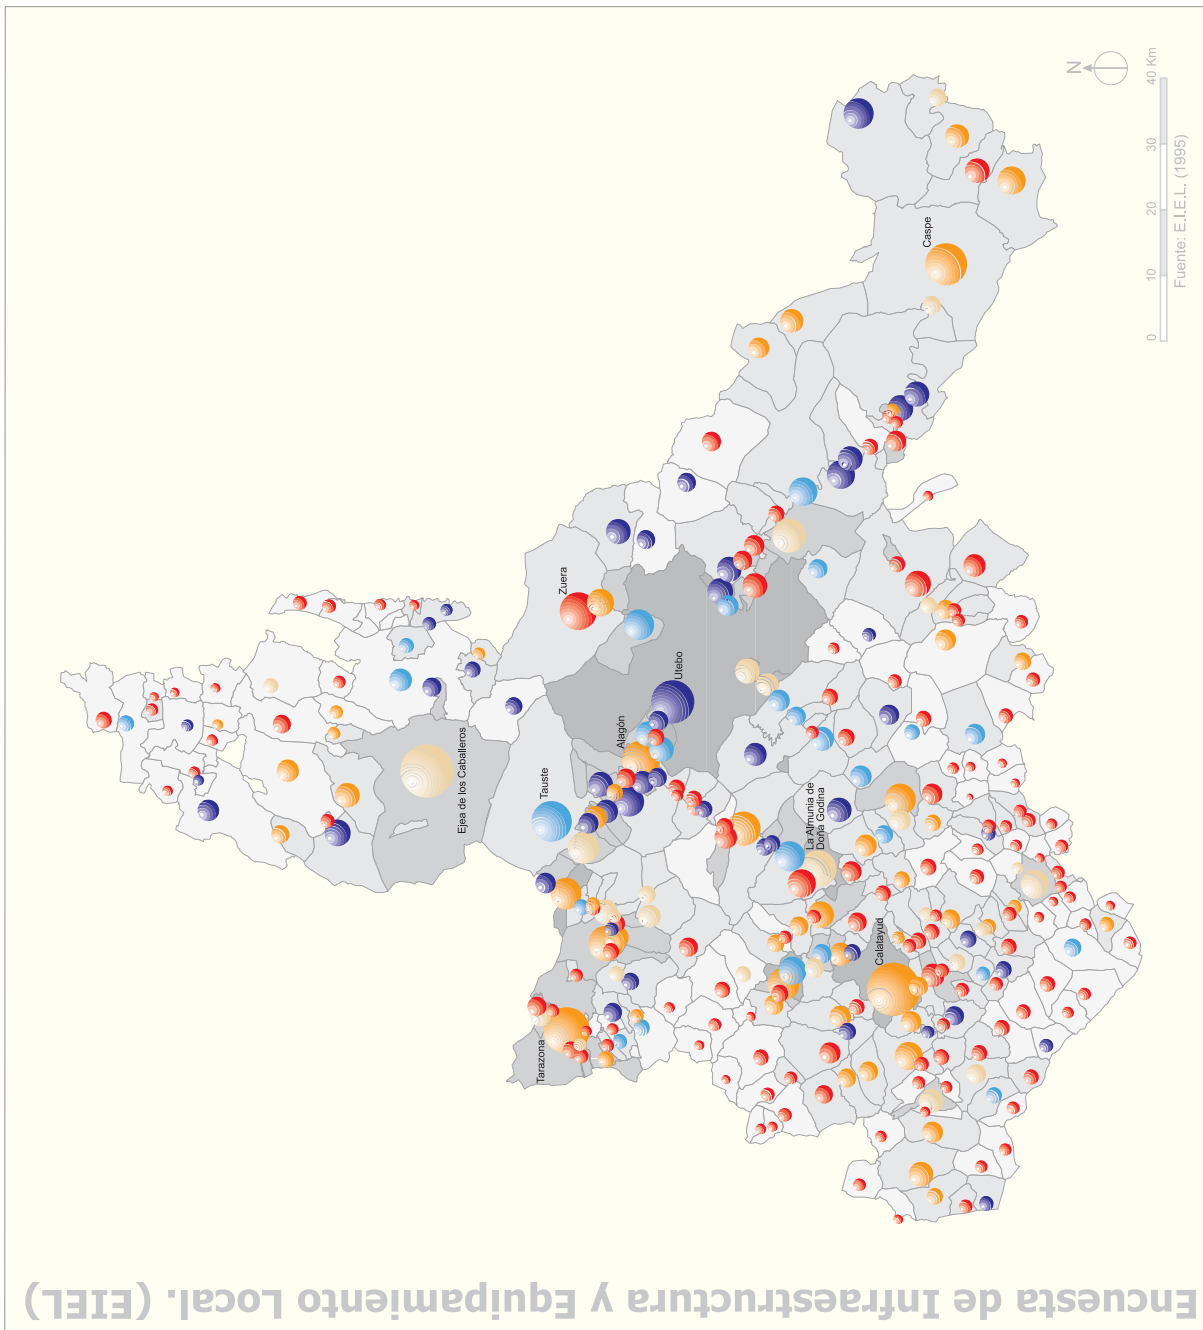 Encuesta de Infraestructura y Equipamiento Local. (EIEL)
Zuera
Utebo
Alagón
Tauste
Ejea de los Caballeros
Tarazona
Calatayud
La Almunia de
Doña Godina
Caspe
N
0 10 20 30 40 Km
Fuente: E.I.E.L. (1995)